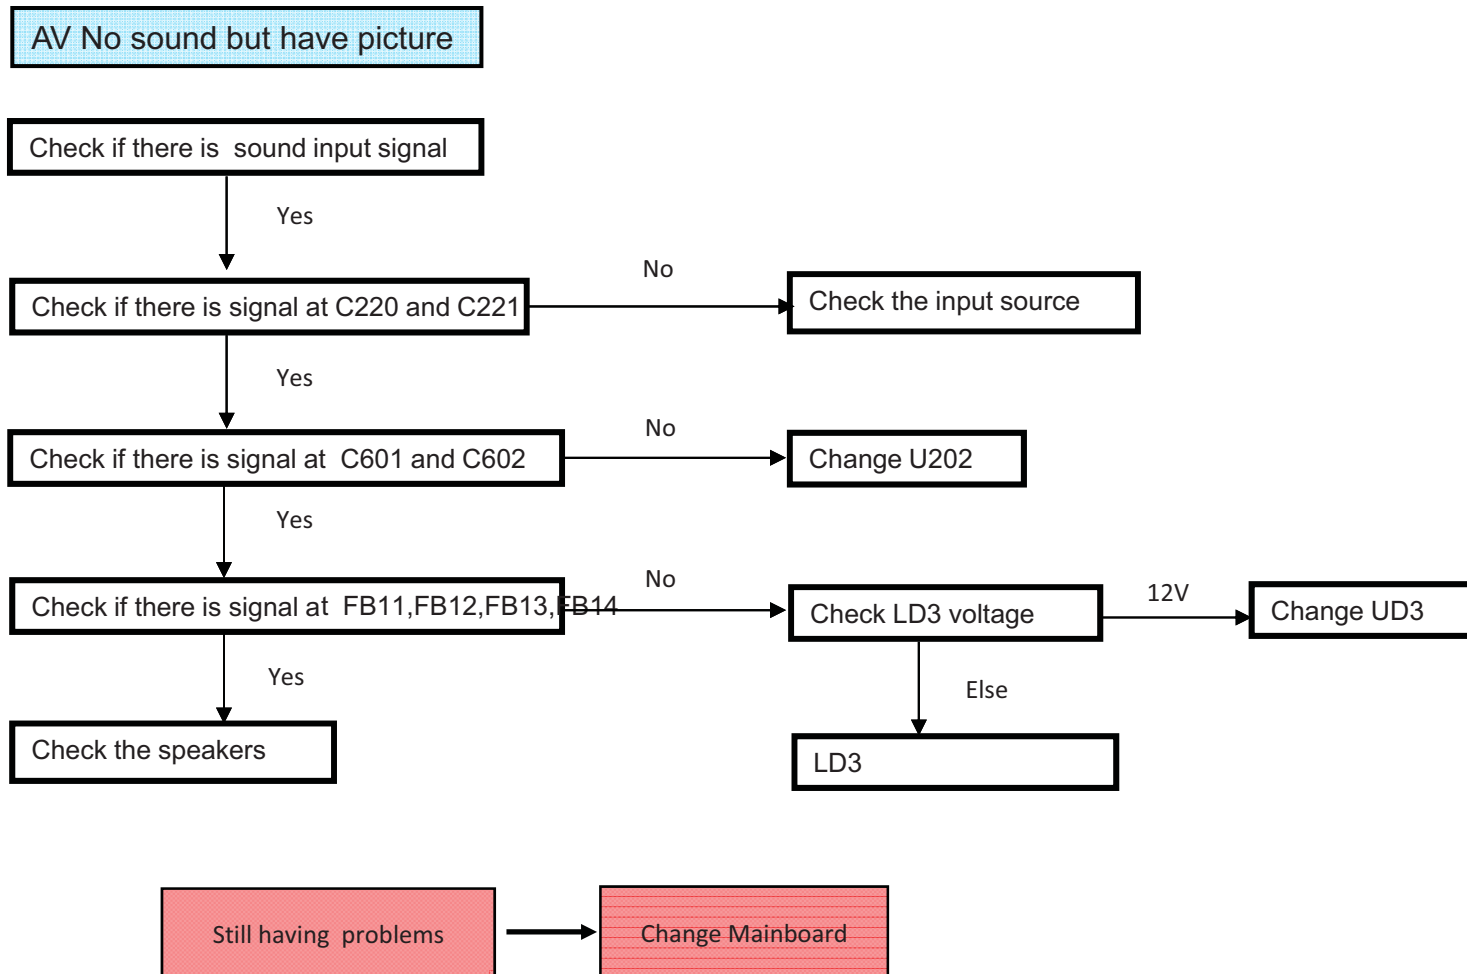 AV No sound but have picture
Check if there is  sound input signal
Yes
Check if there is signal at C220 and C221
No
Check the input source
Yes
Check if there is signal at  C601 and C602
No
Change U202
Yes
Check if there is signal at  FB11,FB12,FB13,FB14
No
Check LD3 voltage
12V
Change UD3
Yes
Else
Check the speakers
LD3
Still having  problems
Change Mainboard